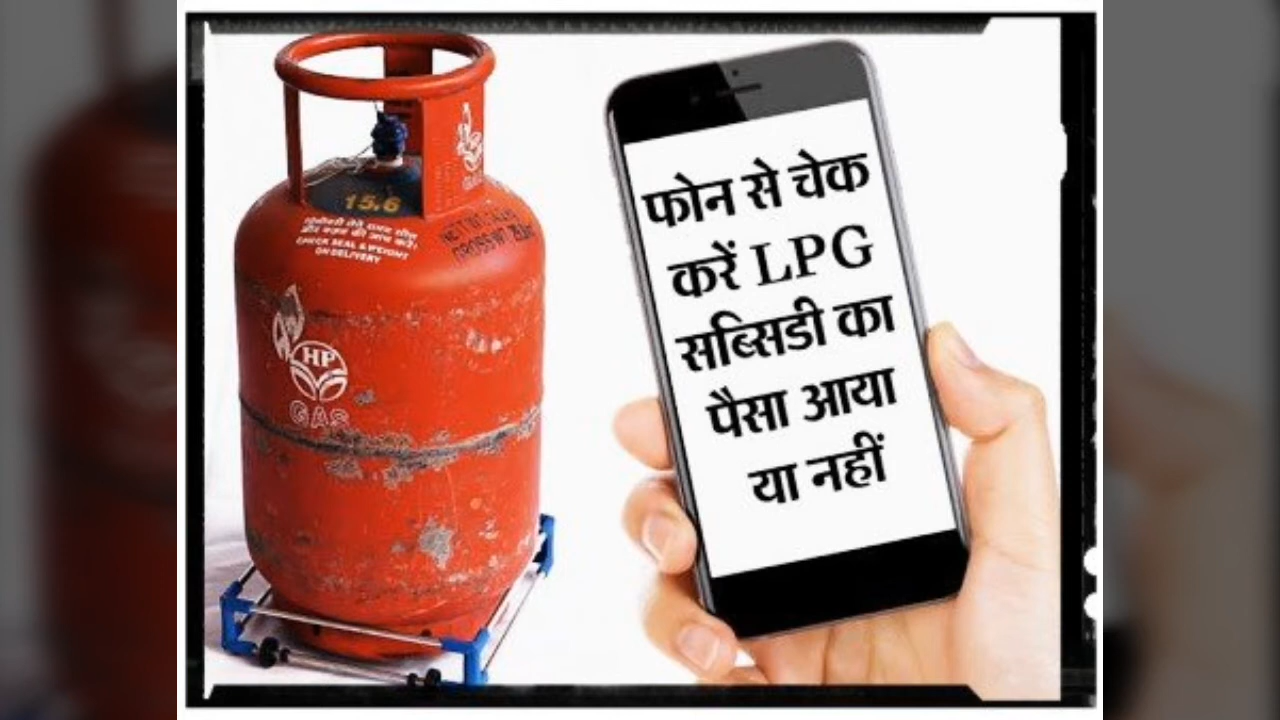 15.6
CHECK SEAL & WEIGHT
ON DELIVERY
HP
GAS
फोन से चेक
करें LPG
सब्सिडी का
पैसा आया
या नहीं